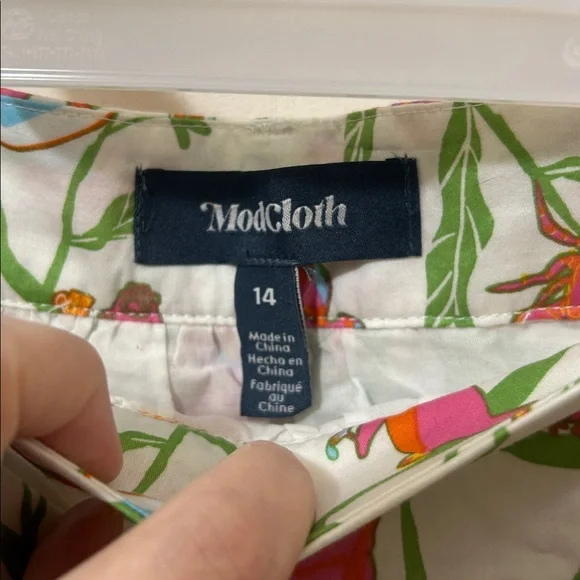 ModCloth
14
Made in
China
Hecho en
China
Fabriqué
au
Chine